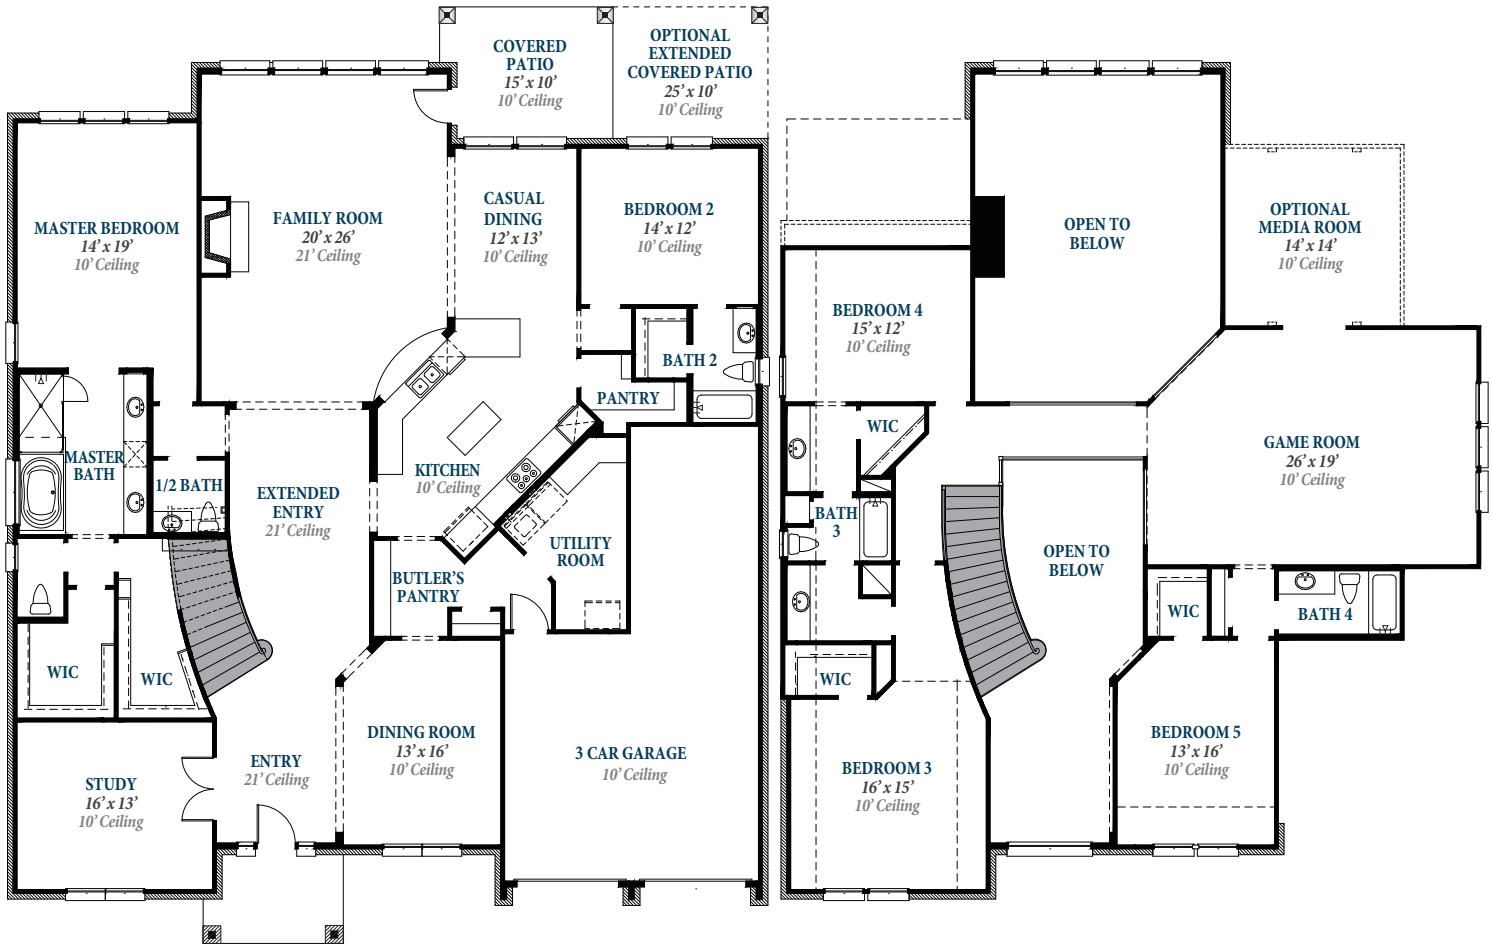 COVERED
PATIO
15' x 10'
10' Ceiling
OPTIONAL
EXTENDED
COVERED PATIO
25' x 10'
10' Ceiling
MASTER BEDROOM
14' x 19'
10' Ceiling
FAMILY ROOM
20' x 26'
21' Ceiling
CASUAL
DINING
12' x 13'
10' Ceiling
BEDROOM 2
14' x 12'
10' Ceiling
BATH 2
PANTRY
MASTER
BATH
1/2 BATH
EXTENDED
ENTRY
21' Ceiling
KITCHEN
10' Ceiling
UTILITY
ROOM
BUTLER'S
PANTRY
WIC
WIC
DINING ROOM
13' x 16'
10' Ceiling
3 CAR GARAGE
10' Ceiling
ENTRY
21' Ceiling
STUDY
16' x 13'
10' Ceiling
OPEN TO
BELOW
OPTIONAL
MEDIA ROOM
14' x 14'
10' Ceiling
BEDROOM 4
15' x 12'
10' Ceiling
WIC
GAME ROOM
26' x 19'
10' Ceiling
BATH
3
OPEN TO
BELOW
WIC
BATH 4
WIC
BEDROOM 3
16' x 15'
10' Ceiling
BEDROOM 5
13' x 16'
10' Ceiling